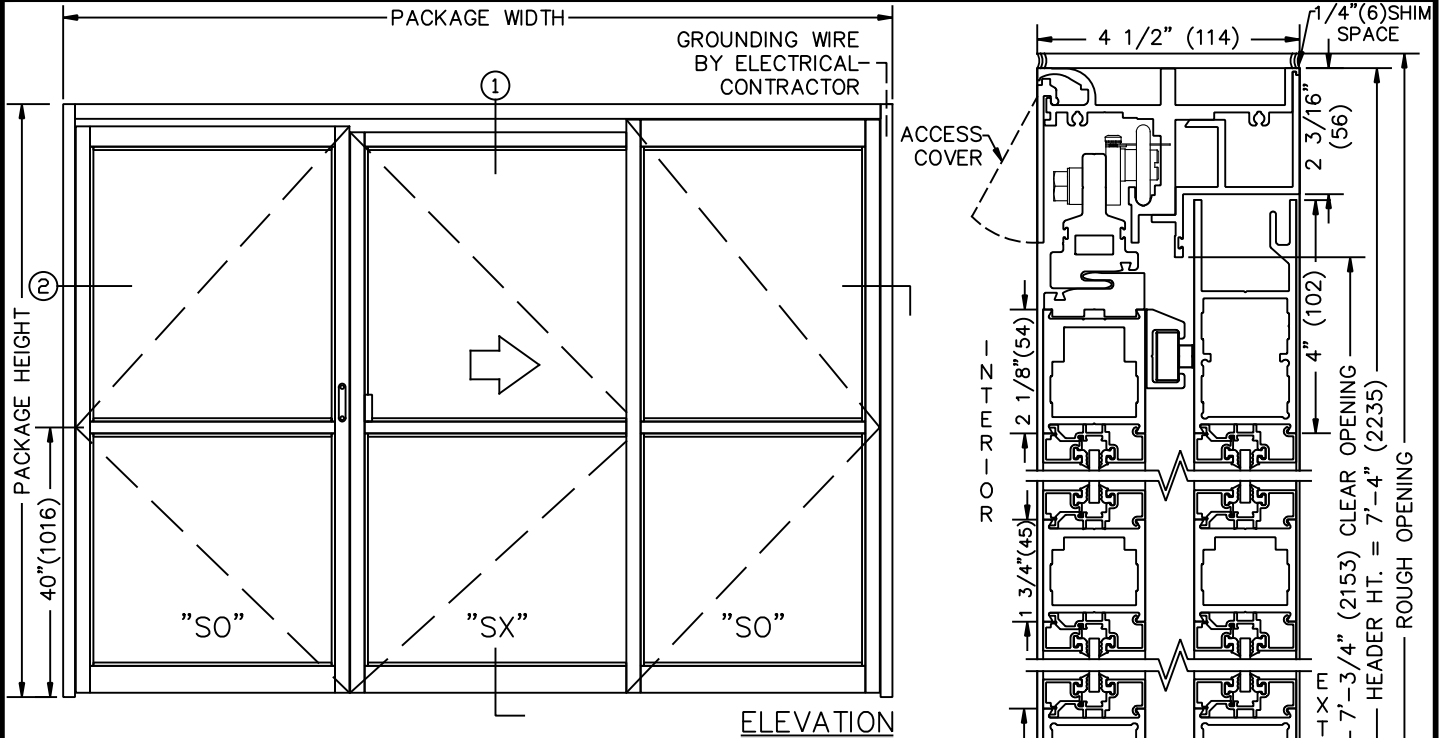 PACKAGE WIDTH
GROUNDING WIRE
BY ELECTRICAL
CONTRACTOR
1
2
PACKAGE HEIGHT
40"(1016)
"SO"
"SX"
"SO"
ELEVATION
4 1/2" (114)
1/4"(6)SHIM
SPACE
ACCESS
COVER
2 3/16"
(56)
INTERIOR
2 1/8"(54)
4" (102)
1 3/4"(45)
EXT
7'-3/4" (2153) CLEAR OPENING
HEADER HT. = 7'-4" (2235)
ROUGH OPENING